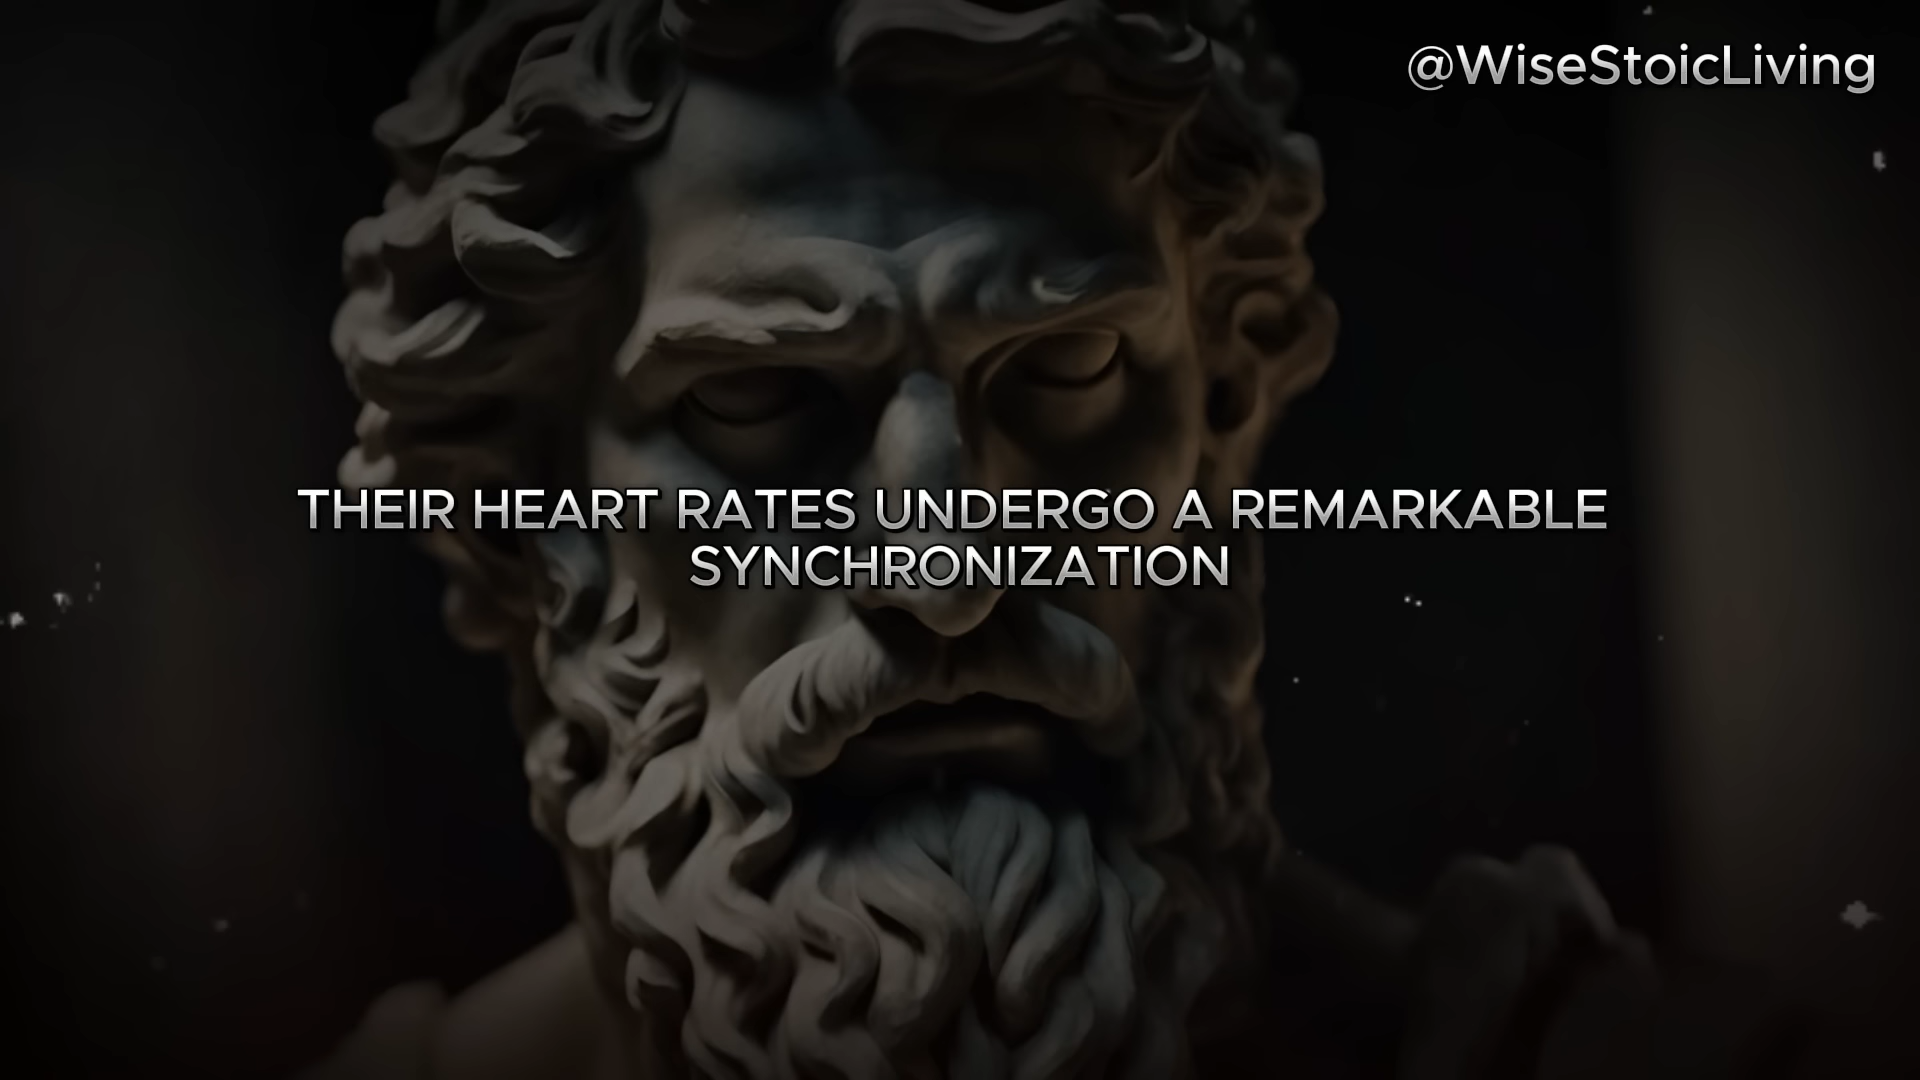 @WiseStoicLiving
THEIR HEART RATES UNDERGO A REMARKABLE
SYNCHRONIZATION